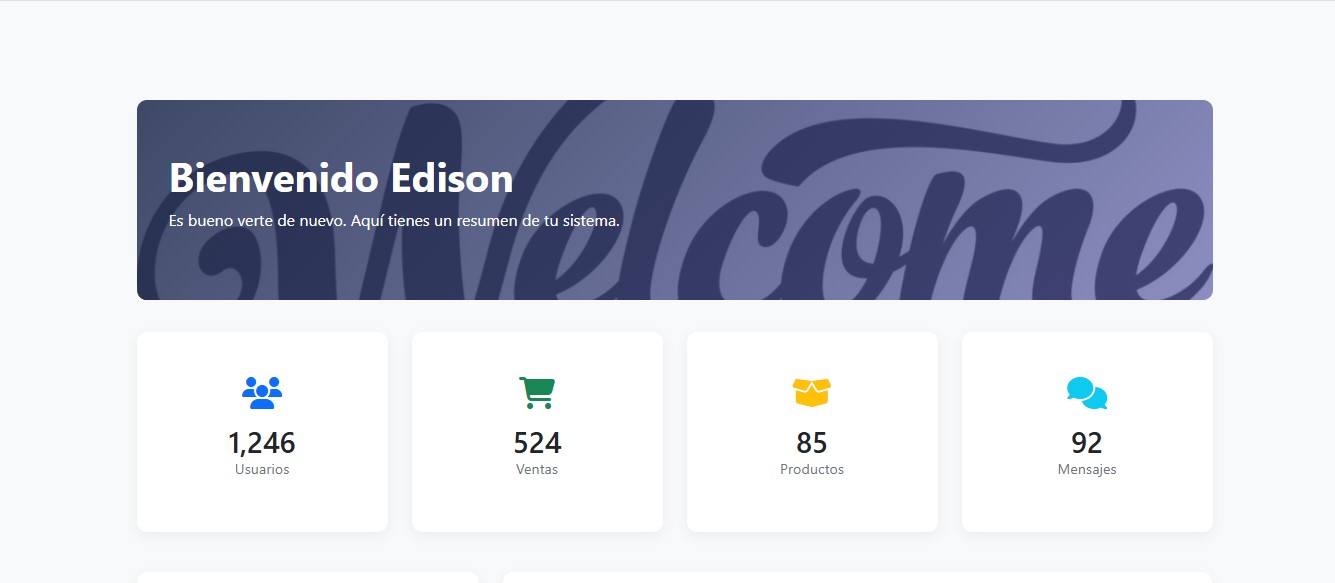 Welcome
Bienvenido Edison
Es bueno verte de nuevo. Aquí tienes un resumen de tu sistema.
1,246
Usuarios
524
Ventas
85
Productos
92
Mensajes